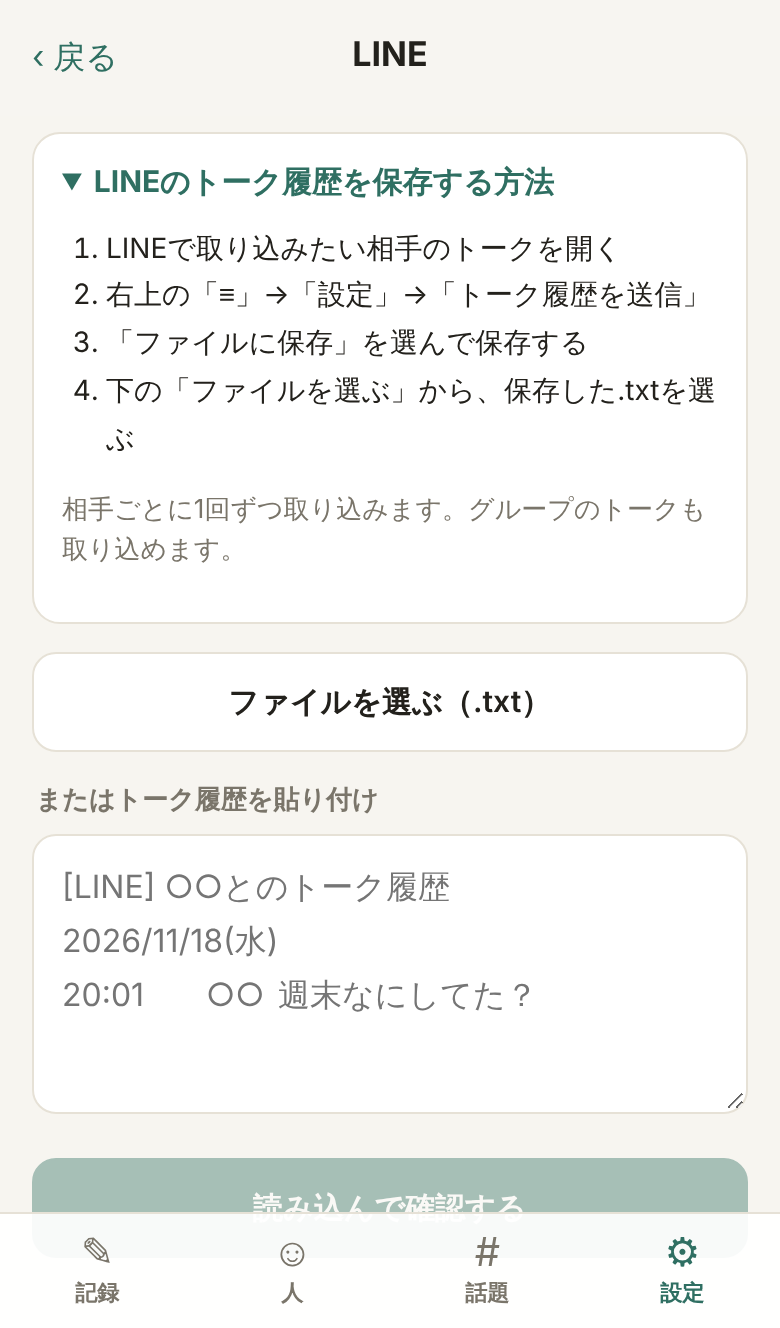 ‹ 戻る
LINE
▼ LINEのトーク履歴を保存する方法
1. LINEで取り込みたい相手のトークを開く
2. 右上の「≡」→「設定」→「トーク履歴を送信」
3. 「ファイルに保存」を選んで保存する
4. 下の「ファイルを選ぶ」から、保存した.txtを選
ぶ
相手ごとに1回ずつ取り込みます。グループのトークも
取り込めます。
ファイルを選ぶ（.txt）
またはトーク履歴を貼り付け
[LINE] ○○とのトーク履歴
2026/11/18(水)
20:01 ○○ 週末なにしてた？
読み込んで確認する
✎ ☺ # ⚙
記録 人 話題 設定